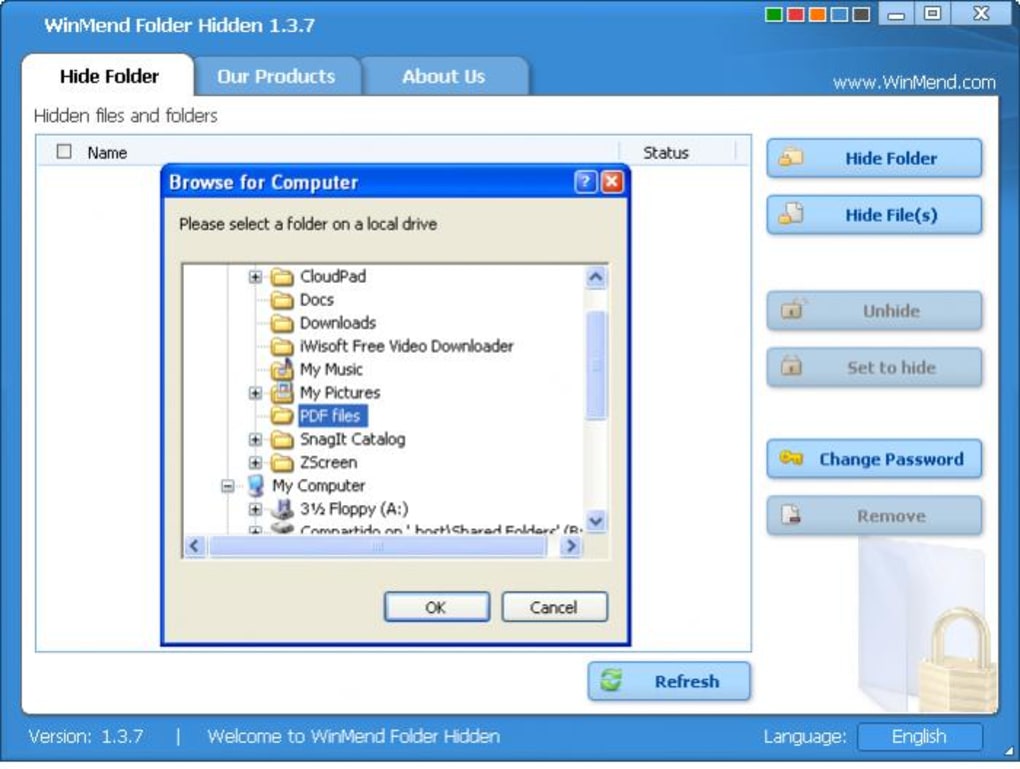 WinMend Folder Hidden 1.3.7
Hide Folder
Our Products
About Us
www.WinMend.com
Hidden files and folders
Name
Status
Browse for Computer
Please select a folder on a local drive
CloudPad
Docs
Downloads
iWisoft Free Video Downloader
My Music
My Pictures
PDF files
SnagIt Catalog
ZScreen
My Computer
3½ Floppy (A:)
Compartido en '.host\Shared Folders' (B:
OK
Cancel
Hide Folder
Hide File(s)
Unhide
Set to hide
Change Password
Remove
Refresh
Version: 1.3.7 | Welcome to WinMend Folder Hidden
Language: English